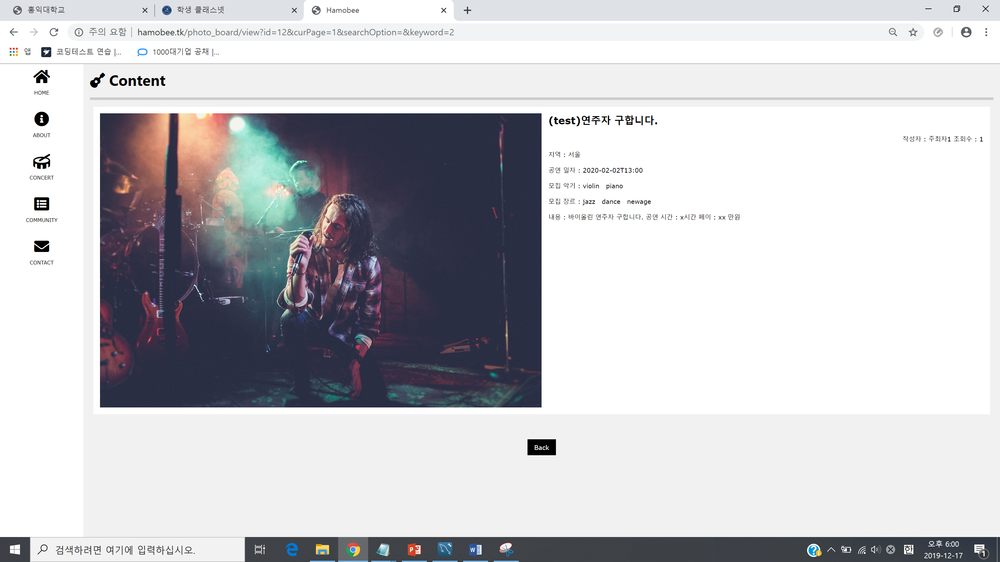 홍익대학교
학생 클래스넷
Hamobee
주의 요함
hamobee.tk/photo_board/view?id=12&curPage=1&searchOption=&keyword=2
앱
코딩테스트 연습 |...
1000대기업 공채 |...
HOME
ABOUT
CONCERT
COMMUNITY
CONTACT
Content
(test)연주자 구합니다.
작성자 : 주최자1 조회수 : 1
지역 : 서울
공연 일자 : 2020-02-02T13:00
모집 악기 : violin piano
모집 장르 : jazz dance newage
내용 : 바이올린 연주자 구합니다. 공연 시간 : x시간 페이 : xx 만원
Back
검색하려면 여기에 입력하십시오.
한
오후 6:00
2019-12-17
1